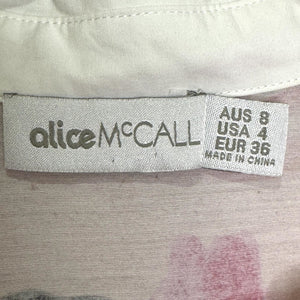 alice McCALL
AUS 8
USA 4
EUR 36
MADE IN CHINA